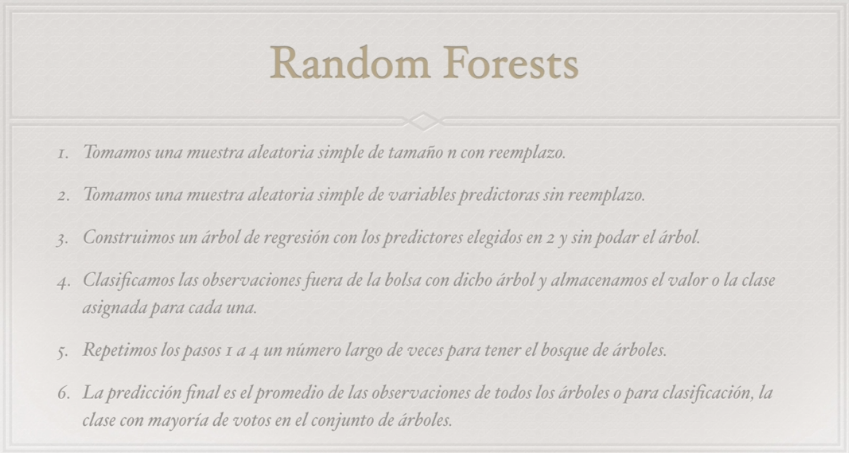 Random Forests
1. Tomamos una muestra aleatoria simple de tamaño n con reemplazo.
2. Tomamos una muestra aleatoria simple de variables predictoras sin reemplazo.
3. Construimos un árbol de regresión con los predictores elegidos en 2 y sin podar el árbol.
4. Clasificamos las observaciones fuera de la bolsa con dicho árbol y almacenamos el valor o la clase
asignada para cada una.
5. Repetimos los pasos 1 a 4 un número largo de veces para tener el bosque de árboles.
6. La predicción final es el promedio de las observaciones de todos los árboles o para clasificación, la
clase con mayoría de votos en el conjunto de árboles.